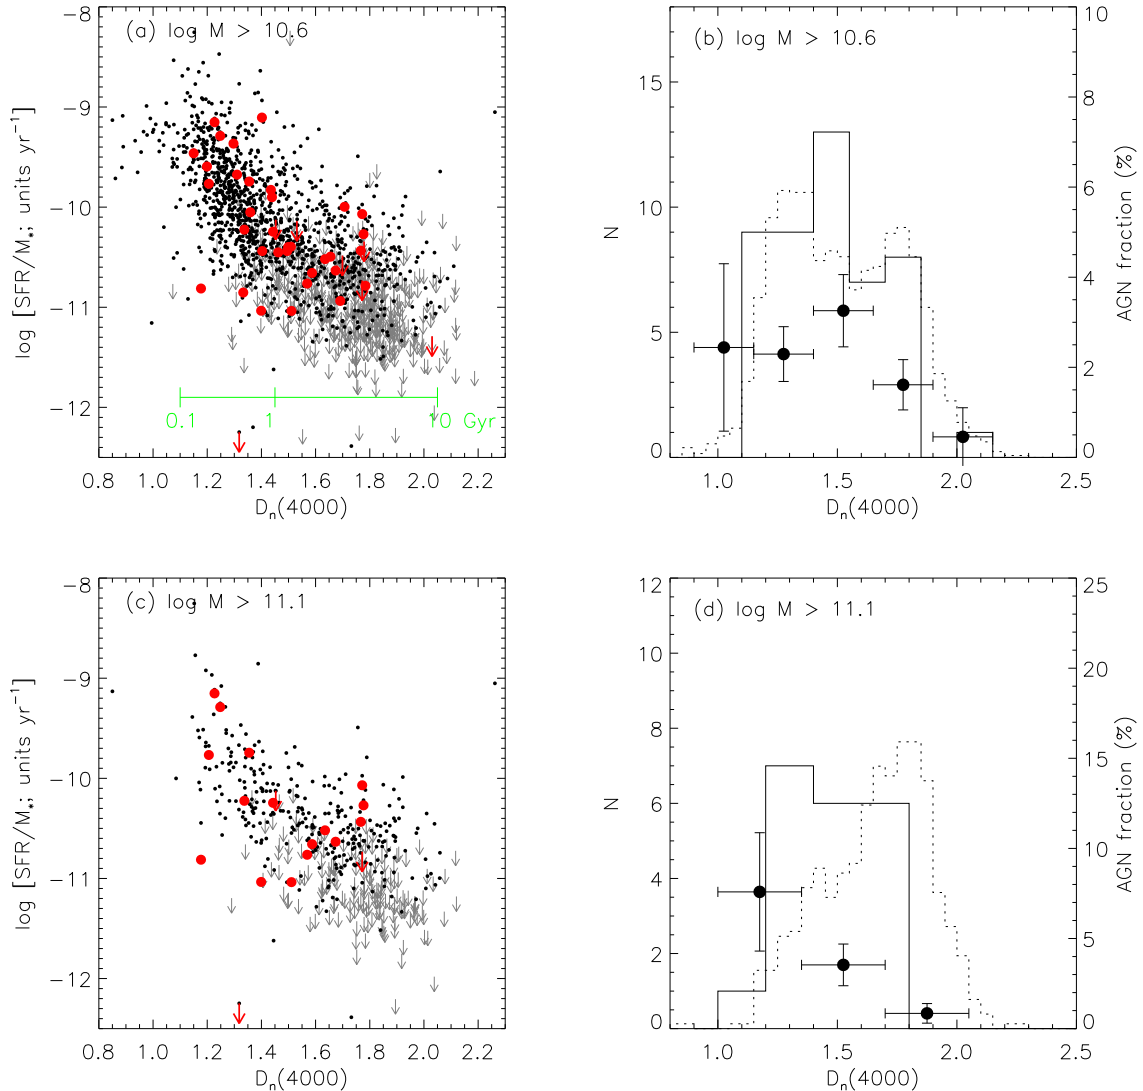 (a) log M > 10.6
−8
−9
−10
−11
−12
log [SFR/M*; units yr−1]
0.1 1 10 Gyr
0.8 1.0 1.2 1.4 1.6 1.8 2.0 2.2
Dn(4000)
(b) log M > 10.6
15
10
5
0
N
10
8
6
4
2
0
AGN fraction (%)
1.0 1.5 2.0 2.5
Dn(4000)
(c) log M > 11.1
−8
−9
−10
−11
−12
log [SFR/M*; units yr−1]
0.8 1.0 1.2 1.4 1.6 1.8 2.0 2.2
Dn(4000)
(d) log M > 11.1
12
10
8
6
4
2
0
N
25
20
15
10
5
0
AGN fraction (%)
1.0 1.5 2.0 2.5
Dn(4000)